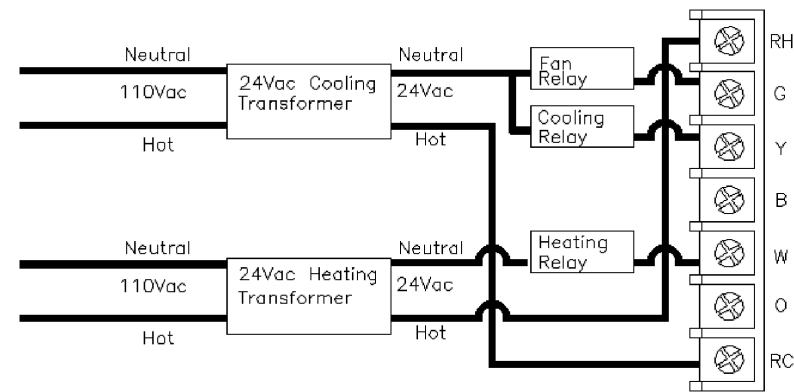 Neutral
110Vac
Hot
24Vac Cooling
Transformer
Neutral
24Vac
Hot
Fan
Relay
Cooling
Relay
Neutral
110Vac
Hot
24Vac Heating
Transformer
Neutral
24Vac
Hot
Heating
Relay
RH
G
Y
B
W
O
RC